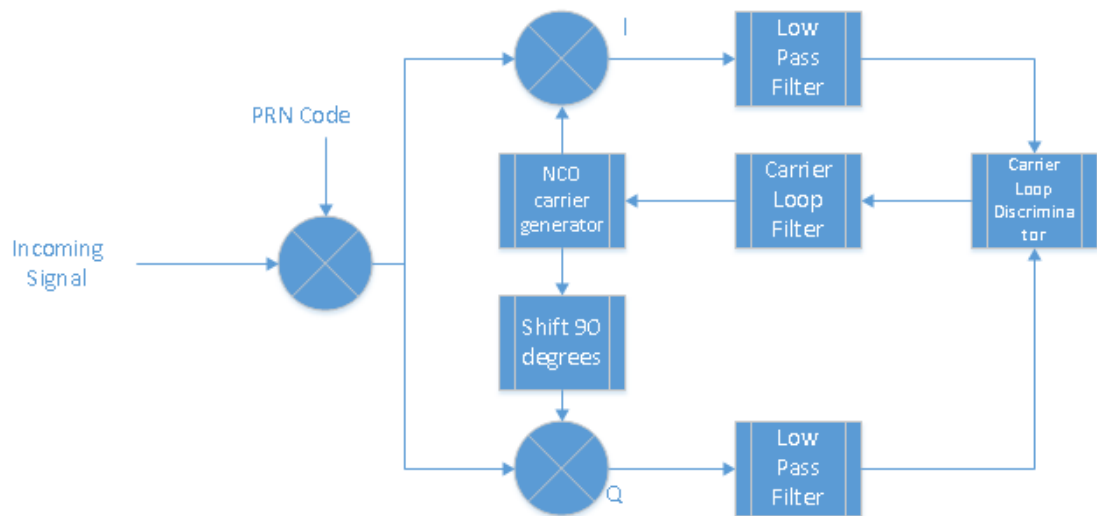 I
Low
Pass
Filter
PRN Code
NCO
carrier
generator
Carrier
Loop
Filter
Carrier
Loop
Discrimina
tor
Incoming
Signal
Shift 90
degrees
Q
Low
Pass
Filter